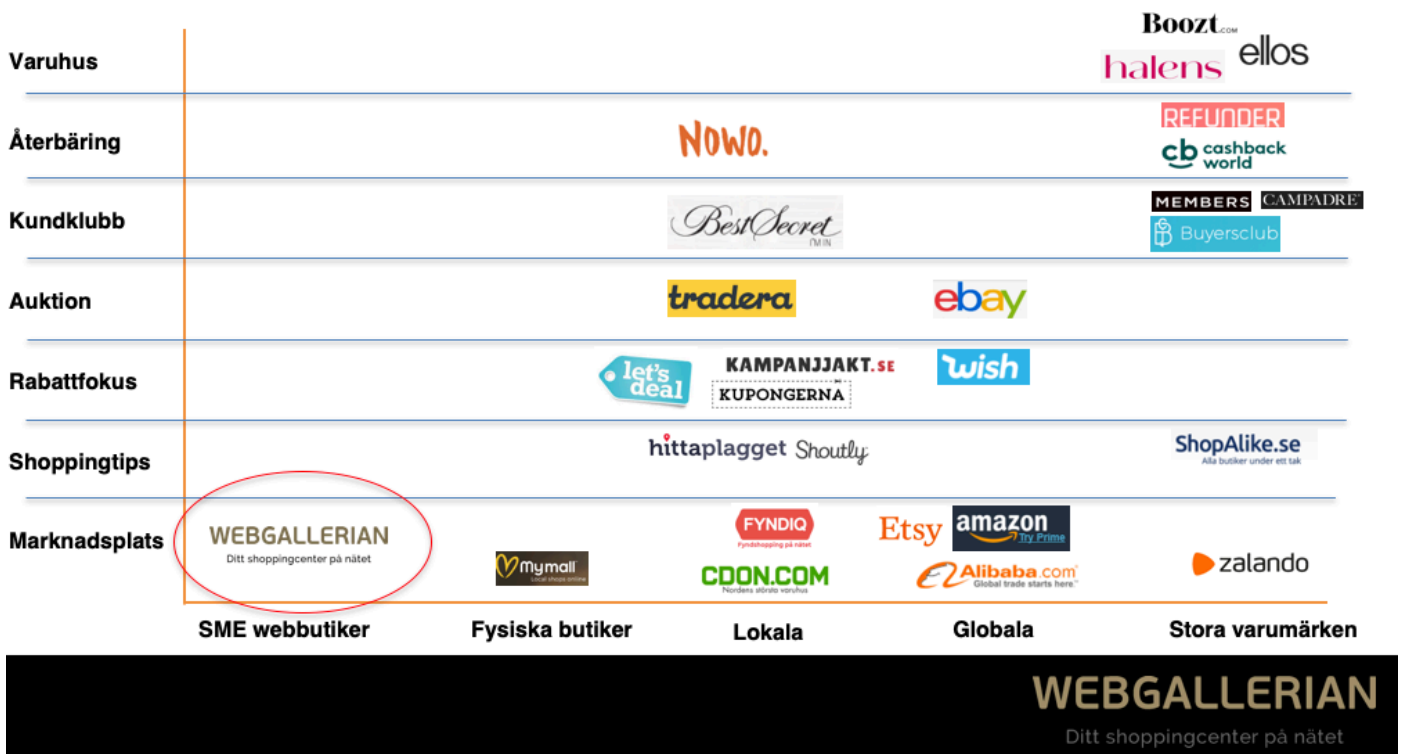 Boozt.COM
Varuhus
halens
ellos
REFUNDER
Återbäring
NOWO.
cb cashback
world
Kundklubb
BestSecret
I'M IN
MEMBERS
CAMPADRE
Buyersclub
Auktion
tradera
ebay
Rabattfokus
let's
deal
KAMPANJJAKT.SE
KUPONGERNA
wish
Shoppingtips
hittaplagget
Shoutly
ShopAlike.se
Alla butiker under ett tak
Marknadsplats
WEBGALLERIAN
Ditt shoppingcenter på nätet
Mymall
Local shops online
FYNDIQ
Fyndshopping på nätet
CDON.COM
Nordens största varuhus
Etsy
amazon
Try Prime
Alibaba.com
Global trade starts here.™
zalando
SME webbutiker
Fysiska butiker
Lokala
Globala
Stora varumärken
WEBGALLERIAN
Ditt shoppingcenter på nätet